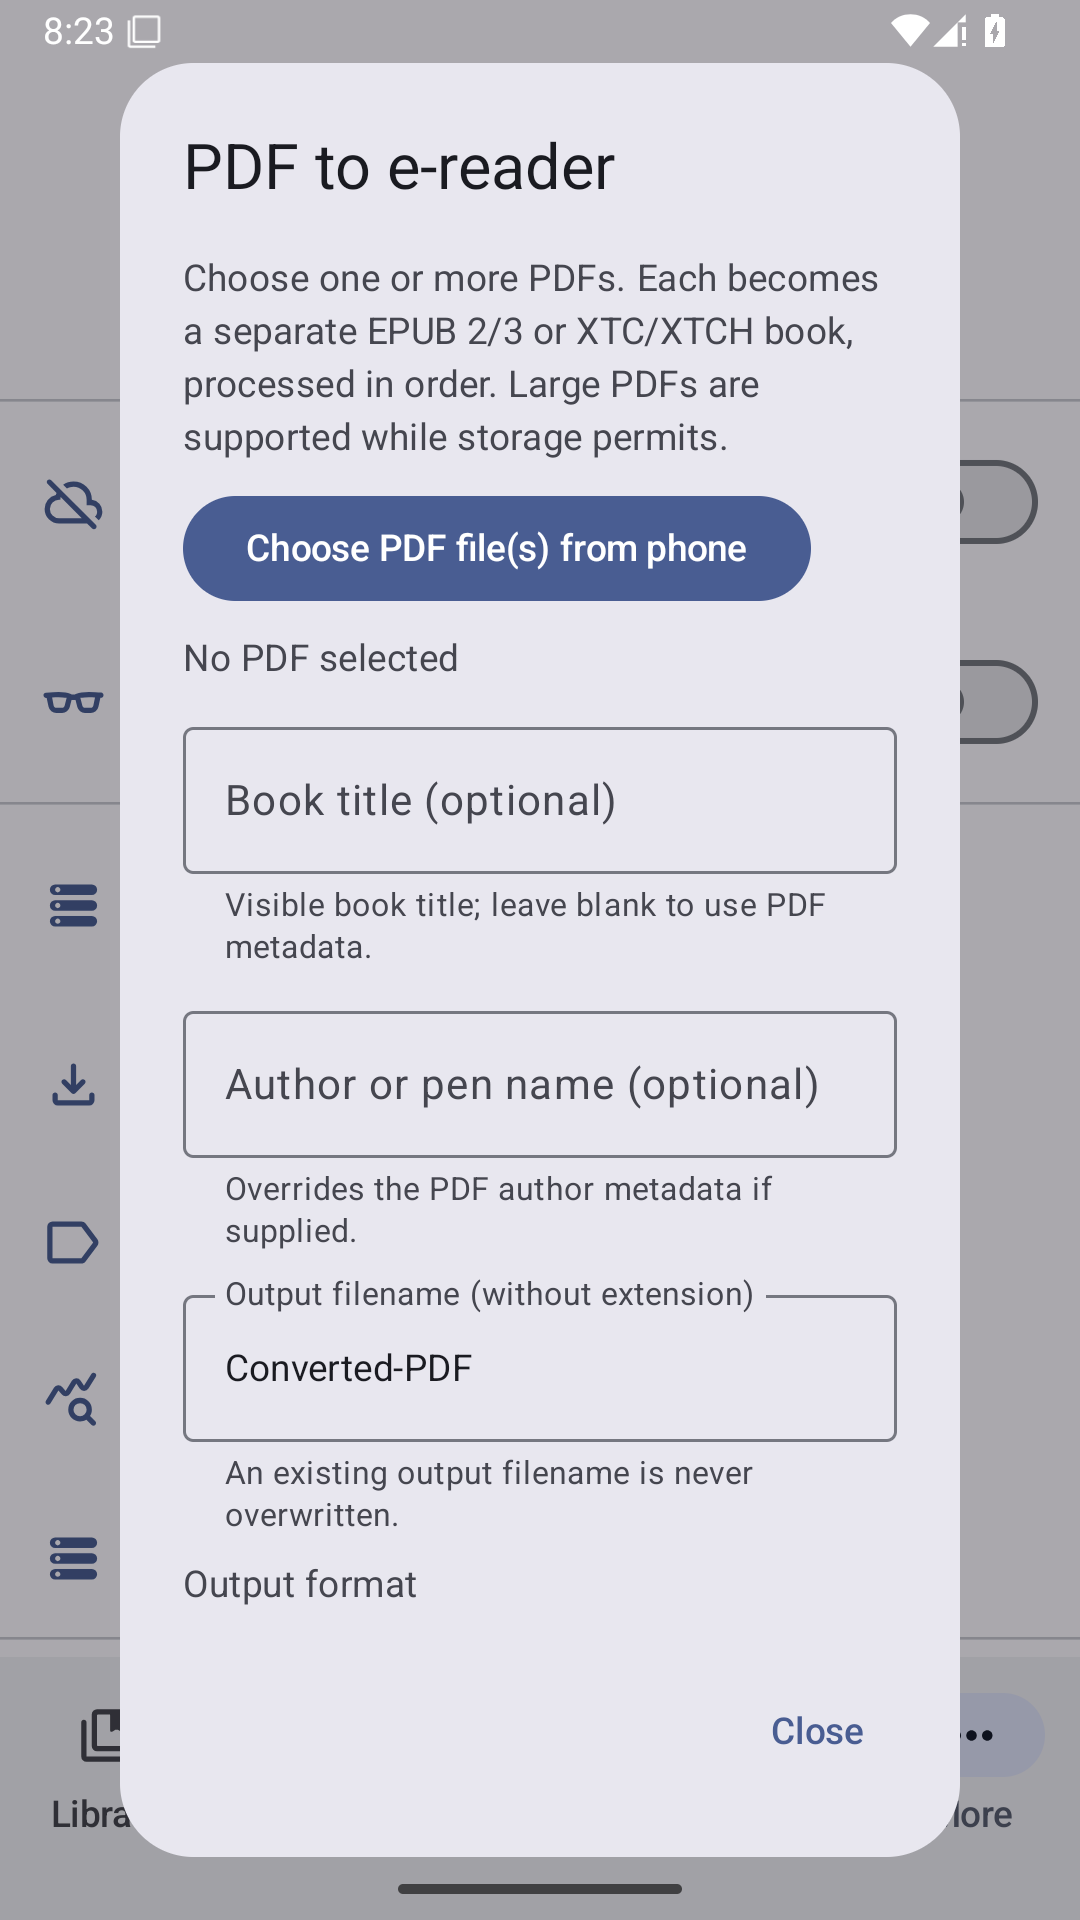 8:23
PDF to e-reader
Choose one or more PDFs. Each becomes
a separate EPUB 2/3 or XTC/XTCH book,
processed in order. Large PDFs are
supported while storage permits.
Choose PDF file(s) from phone
No PDF selected
Book title (optional)
Visible book title; leave blank to use PDF
metadata.
Author or pen name (optional)
Overrides the PDF author metadata if
supplied.
Output filename (without extension)
Converted-PDF
An existing output filename is never
overwritten.
Output format
Close
Libra
ore